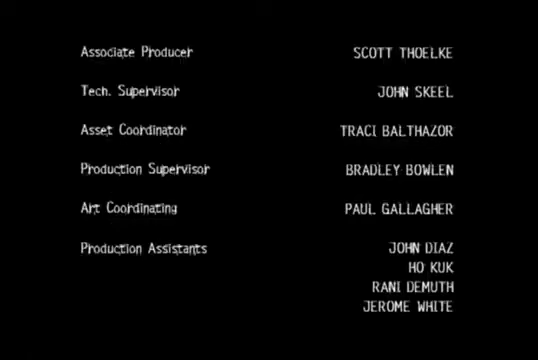 Associate Producer SCOTT THOELKE
Tech. Supervisor JOHN SKEEL
Asset Coordinator TRACI BALTHAZOR
Production Supervisor BRADLEY BOWLEN
Art Coordinating PAUL GALLAGHER
Production Assistants JOHN DIAZ
HO KUK
RANI DEMUTH
JEROME WHITE